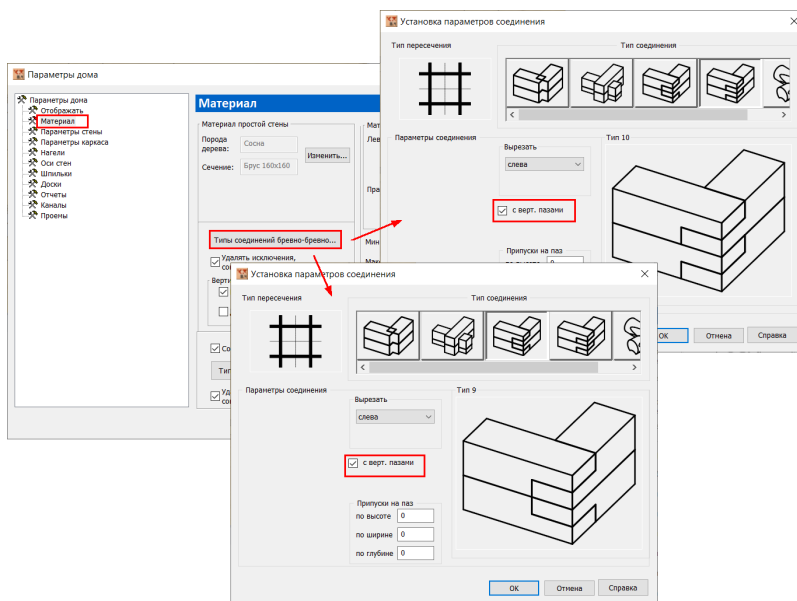 Установка параметров соединения
Тип пересечения
Тип соединения
Параметры соединения
Вырезать
слева
с верт. пазами
Припуски на паз
Тип 10
ОК
Отмена
Справка
Параметры дома
Параметры дома
Отображать
Материал
Параметры стены
Параметры каркаса
Нагели
Оси стен
Шпильки
Доски
Отчеты
Каналы
Проемы
Материал
Материал простой стены
Порода
дерева:
Сосна
Изменить...
Сечение:
Брус 160x160
Типы соединений бревно-бревно...
Удалять исключения,
Установка параметров соединения
Тип пересечения
Тип соединения
Параметры соединения
Вырезать
слева
с верт. пазами
Припуски на паз
по высоте 0
по ширине 0
по глубине 0
Тип 9
ОК
Отмена
Справка